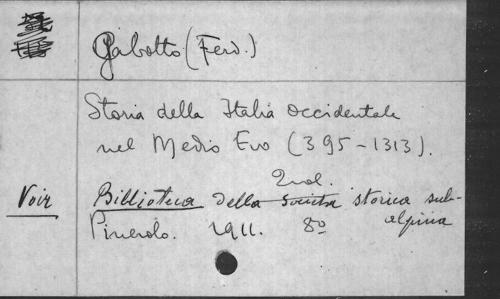 Gabotto (Ferd.)
Storia della Italia occidentale
nel Medio Evo (395-1313).
2 vol.
Voir Biblioteca della società storica sub-
alpina
Pinerolo. 1911. 8º